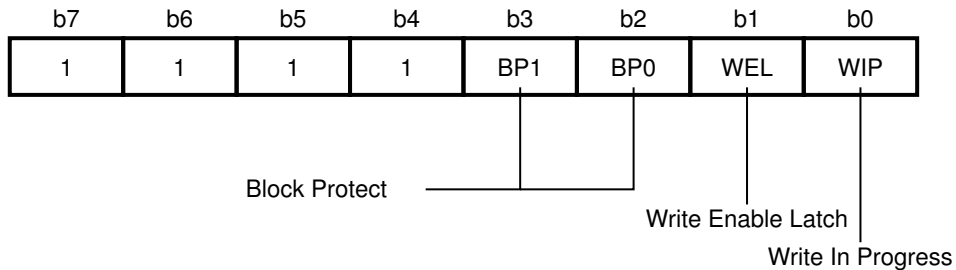 b7 b6 b5 b4 b3 b2 b1 b0
1 1 1 1 BP1 BP0 WEL WIP
Block Protect
Write Enable Latch
Write In Progress